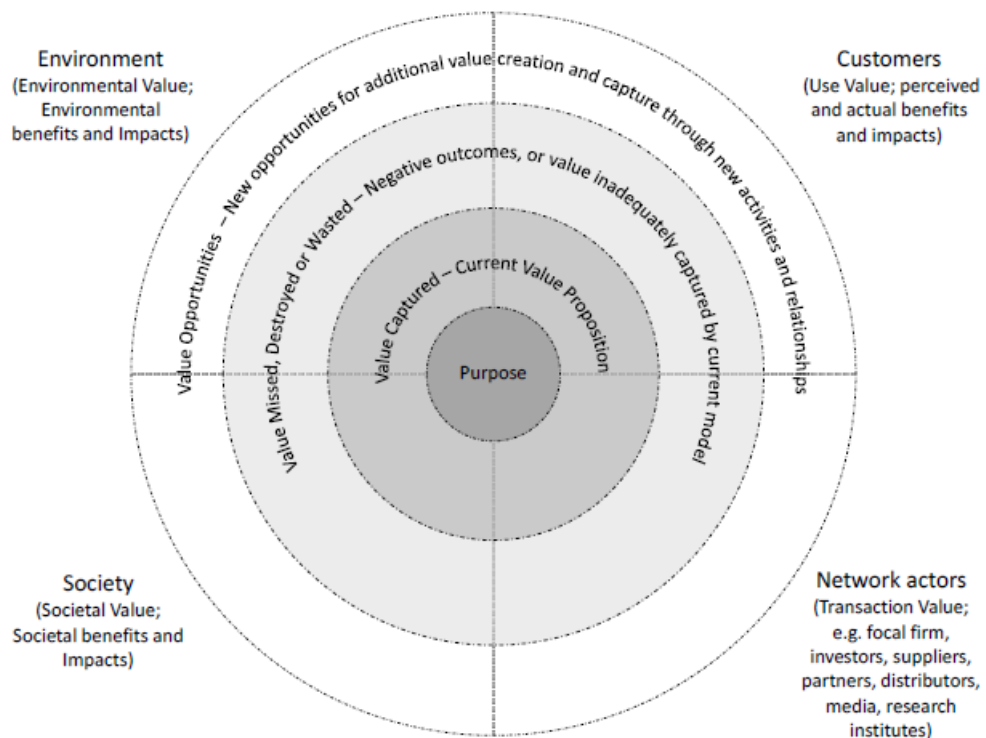 Environment
(Environmental Value;
Environmental
benefits and Impacts)
Customers
(Use Value; perceived
and actual benefits
and impacts)
Value Opportunities – New opportunities for additional value creation and capture through new activities and relationships
Value Missed, Destroyed or Wasted – Negative outcomes, or value inadequately captured by current model
Value Captured – Current Value Proposition
Purpose
Society
(Societal Value;
Societal benefits and
Impacts)
Network actors
(Transaction Value;
e.g. focal firm,
investors, suppliers,
partners, distributors,
media, research
institutes)